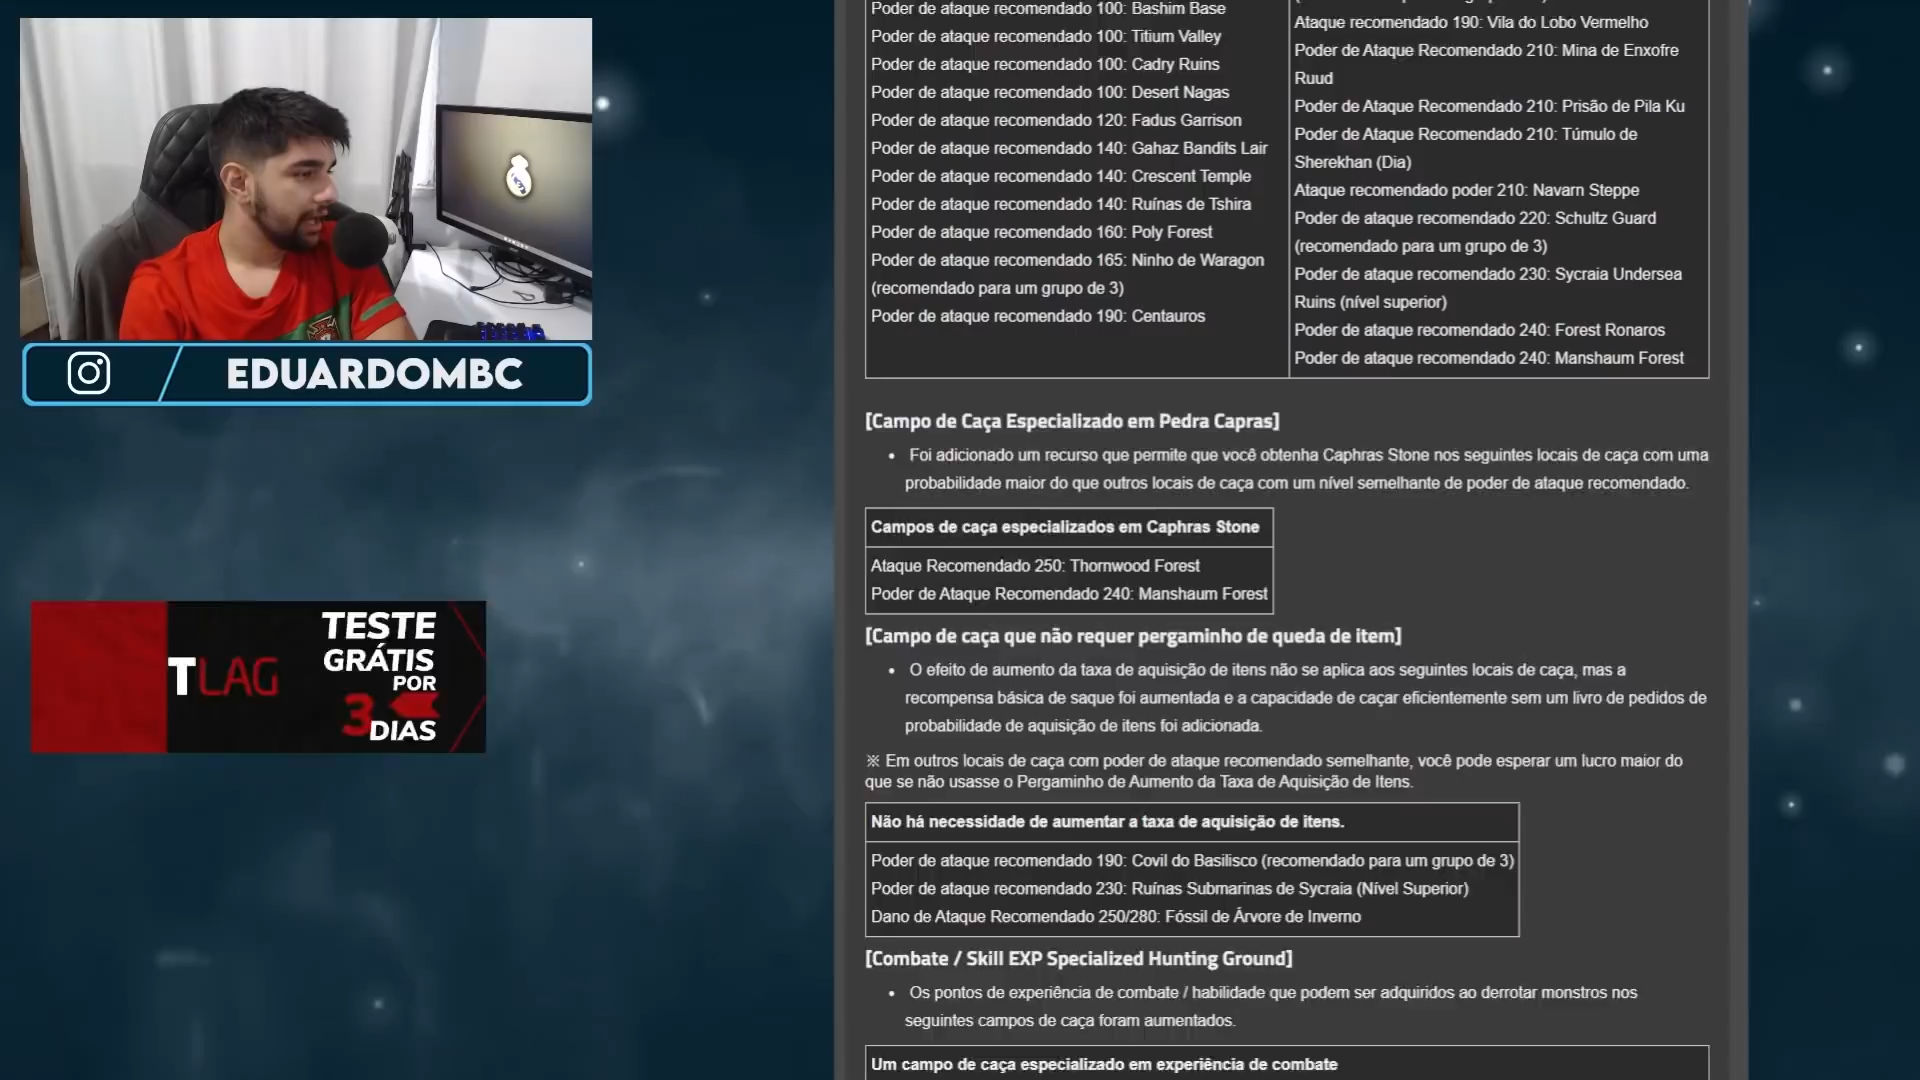 EDUARDOMBC
TLAG
TESTE
GRÁTIS
POR
3
DIAS
Poder de ataque recomendado 100: Bashim Base
Poder de ataque recomendado 100: Titium Valley
Poder de ataque recomendado 100: Cadry Ruins
Poder de ataque recomendado 100: Desert Nagas
Poder de ataque recomendado 120: Fadus Garrison
Poder de ataque recomendado 140: Gahaz Bandits Lair
Poder de ataque recomendado 140: Crescent Temple
Poder de ataque recomendado 140: Ruínas de Tshira
Poder de ataque recomendado 160: Poly Forest
Poder de ataque recomendado 165: Ninho de Waragon
(recomendado para um grupo de 3)
Poder de ataque recomendado 190: Centauros
Ataque recomendado 190: Vila do Lobo Vermelho
Poder de Ataque Recomendado 210: Mina de Enxofre
Ruud
Poder de Ataque Recomendado 210: Prisão de Pila Ku
Poder de Ataque Recomendado 210: Túmulo de
Sherekhan (Dia)
Ataque recomendado poder 210: Navarn Steppe
Poder de ataque recomendado 220: Schultz Guard
(recomendado para um grupo de 3)
Poder de ataque recomendado 230: Sycraia Undersea
Ruins (nível superior)
Poder de ataque recomendado 240: Forest Ronaros
Poder de ataque recomendado 240: Manshaum Forest
[Campo de Caça Especializado em Pedra Capras]
• Foi adicionado um recurso que permite que você obtenha Caphras Stone nos seguintes locais de caça com uma
probabilidade maior do que outros locais de caça com um nível semelhante de poder de ataque recomendado.
Campos de caça especializados em Caphras Stone
Ataque Recomendado 250: Thornwood Forest
Poder de Ataque Recomendado 240: Manshaum Forest
[Campo de caça que não requer pergaminho de queda de item]
• O efeito de aumento da taxa de aquisição de itens não se aplica aos seguintes locais de caça, mas a
recompensa básica de saque foi aumentada e a capacidade de caçar eficientemente sem um livro de pedidos de
probabilidade de aquisição de itens foi adicionada.
※ Em outros locais de caça com poder de ataque recomendado semelhante, você pode esperar um lucro maior do
que se não usasse o Pergaminho de Aumento da Taxa de Aquisição de Itens.
Não há necessidade de aumentar a taxa de aquisição de itens.
Poder de ataque recomendado 190: Covil do Basilisco (recomendado para um grupo de 3)
Poder de ataque recomendado 230: Ruínas Submarinas de Sycraia (Nível Superior)
Dano de Ataque Recomendado 250/280: Fóssil de Árvore de Inverno
[Combate / Skill EXP Specialized Hunting Ground]
• Os pontos de experiência de combate / habilidade que podem ser adquiridos ao derrotar monstros nos
seguintes campos de caça foram aumentados.
Um campo de caça especializado em experiência de combate